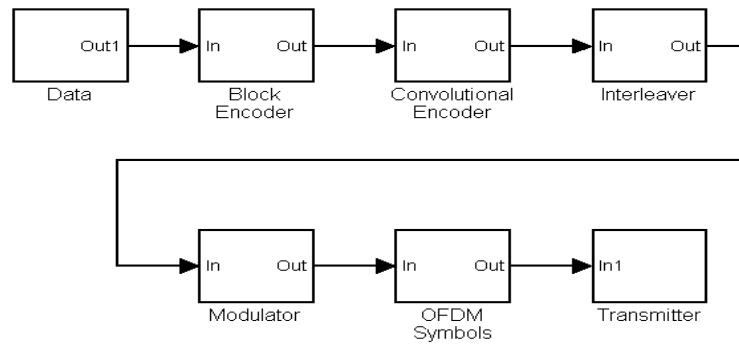 Out1
In Out
In Out
In Out
Data
Block
Encoder
Convolutional
Encoder
Interleaver
In Out
In Out
In1
Modulator
OFDM
Symbols
Transmitter